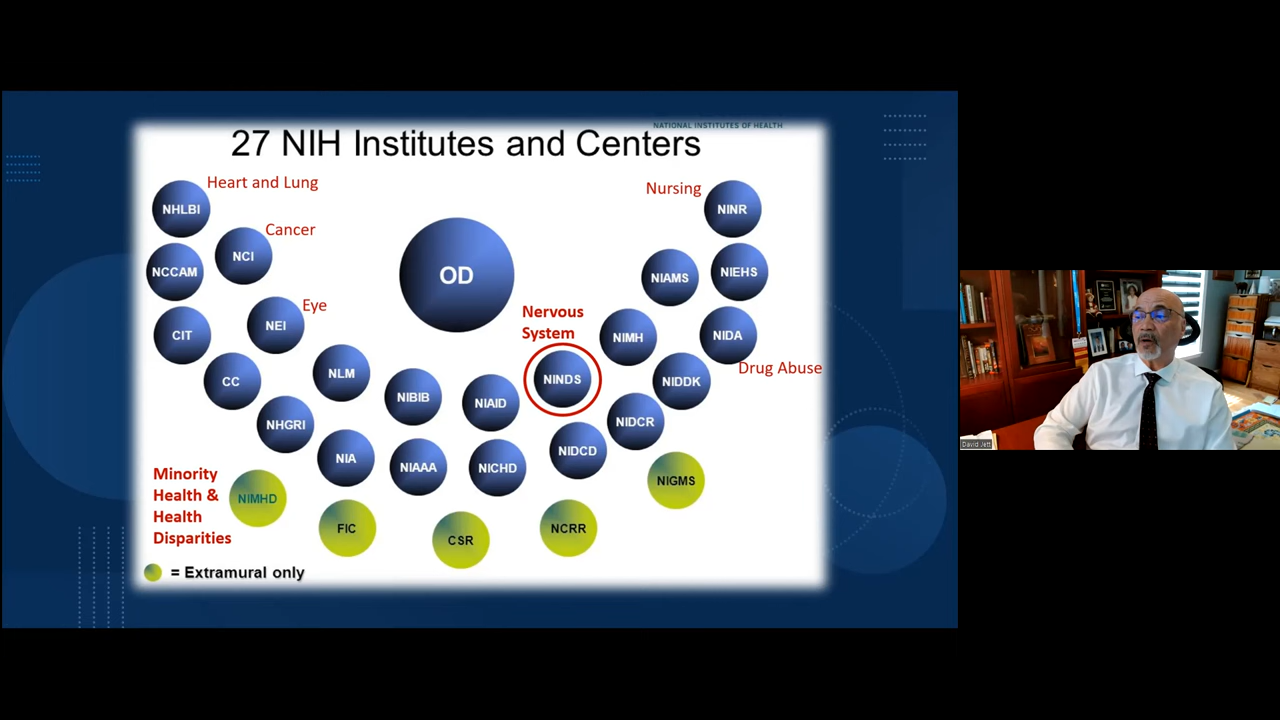 NATIONAL INSTITUTES OF HEALTH
27 NIH Institutes and Centers
Heart and Lung
Nursing
NHLBI
NINR
Cancer
NCI
OD
NCCAM
NIAMS
NIEHS
Eye
NEI
Nervous
System
CIT
NIMH
NIDA
Drug Abuse
CC
NLM
NINDS
NIDDK
NIBIB
NIAID
NHGRI
NIDCR
NIA
NIAAA
NICHD
NIDCD
Minority
Health &
Health
Disparities
NIMHD
NIGMS
FIC
CSR
NCRR
= Extramural only
David Jett